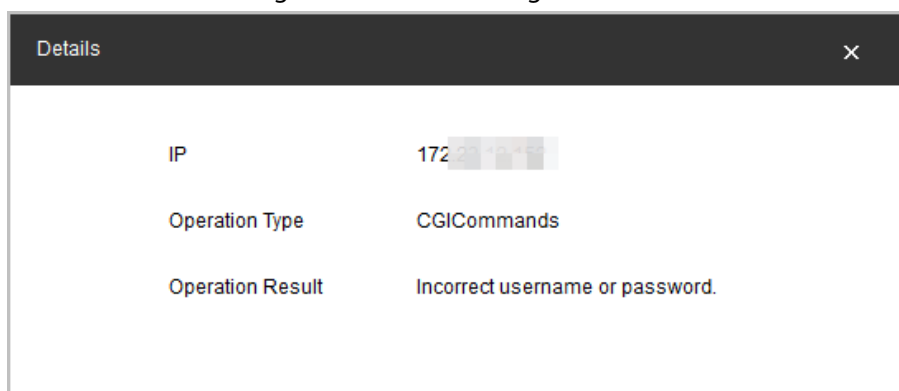 Details
IP 172
Operation Type CGICommands
Operation Result Incorrect username or password.